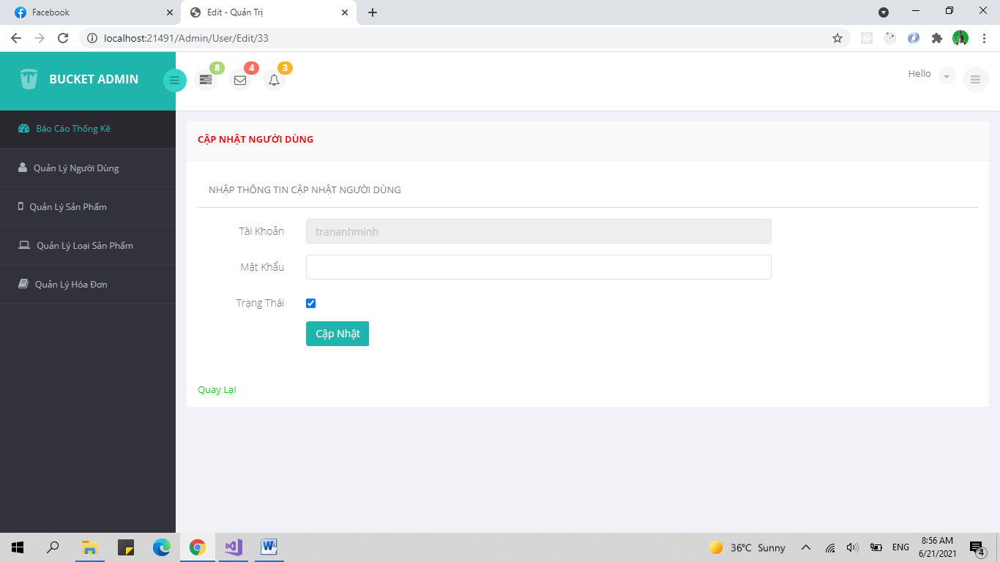 Facebook
Edit - Quản Trị
localhost:21491/Admin/User/Edit/33
BUCKET ADMIN
8
4
3
Hello
Báo Cáo Thống Kê
Quản Lý Người Dùng
Quản Lý Sản Phẩm
Quản Lý Loại Sản Phẩm
Quản Lý Hóa Đơn
CẬP NHẬT NGƯỜI DÙNG
NHẬP THÔNG TIN CẬP NHẬT NGƯỜI DÙNG
Tài Khoản
trananhminh
Mật Khẩu
Trạng Thái
Cập Nhật
Quay Lại
36°C Sunny
ENG
8:56 AM
6/21/2021
4